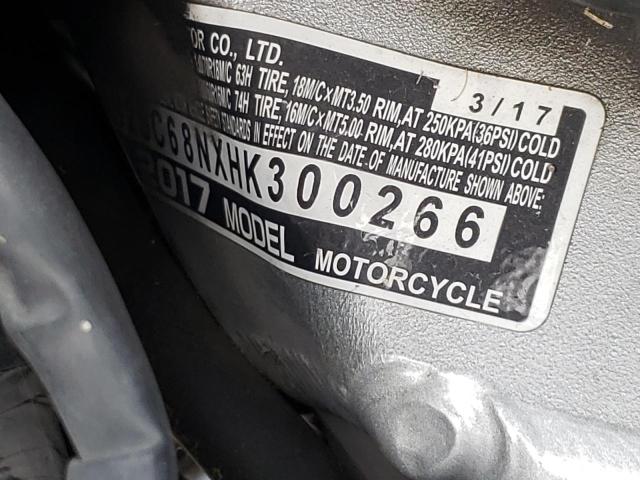 TOR CO., LTD.
63H TIRE, 18M/C×MT3.50 RIM, AT 250KPA(36PSI)COLD
74H TIRE, 16M/C×MT5.00 RIM, AT 280KPA(41PSI)COLD
SAFETY STANDARDS IN EFFECT ON THE DATE OF MANUFACTURE SHOWN ABOVE:
3/17
C68NXHK300266
2017 MODEL MOTORCYCLE